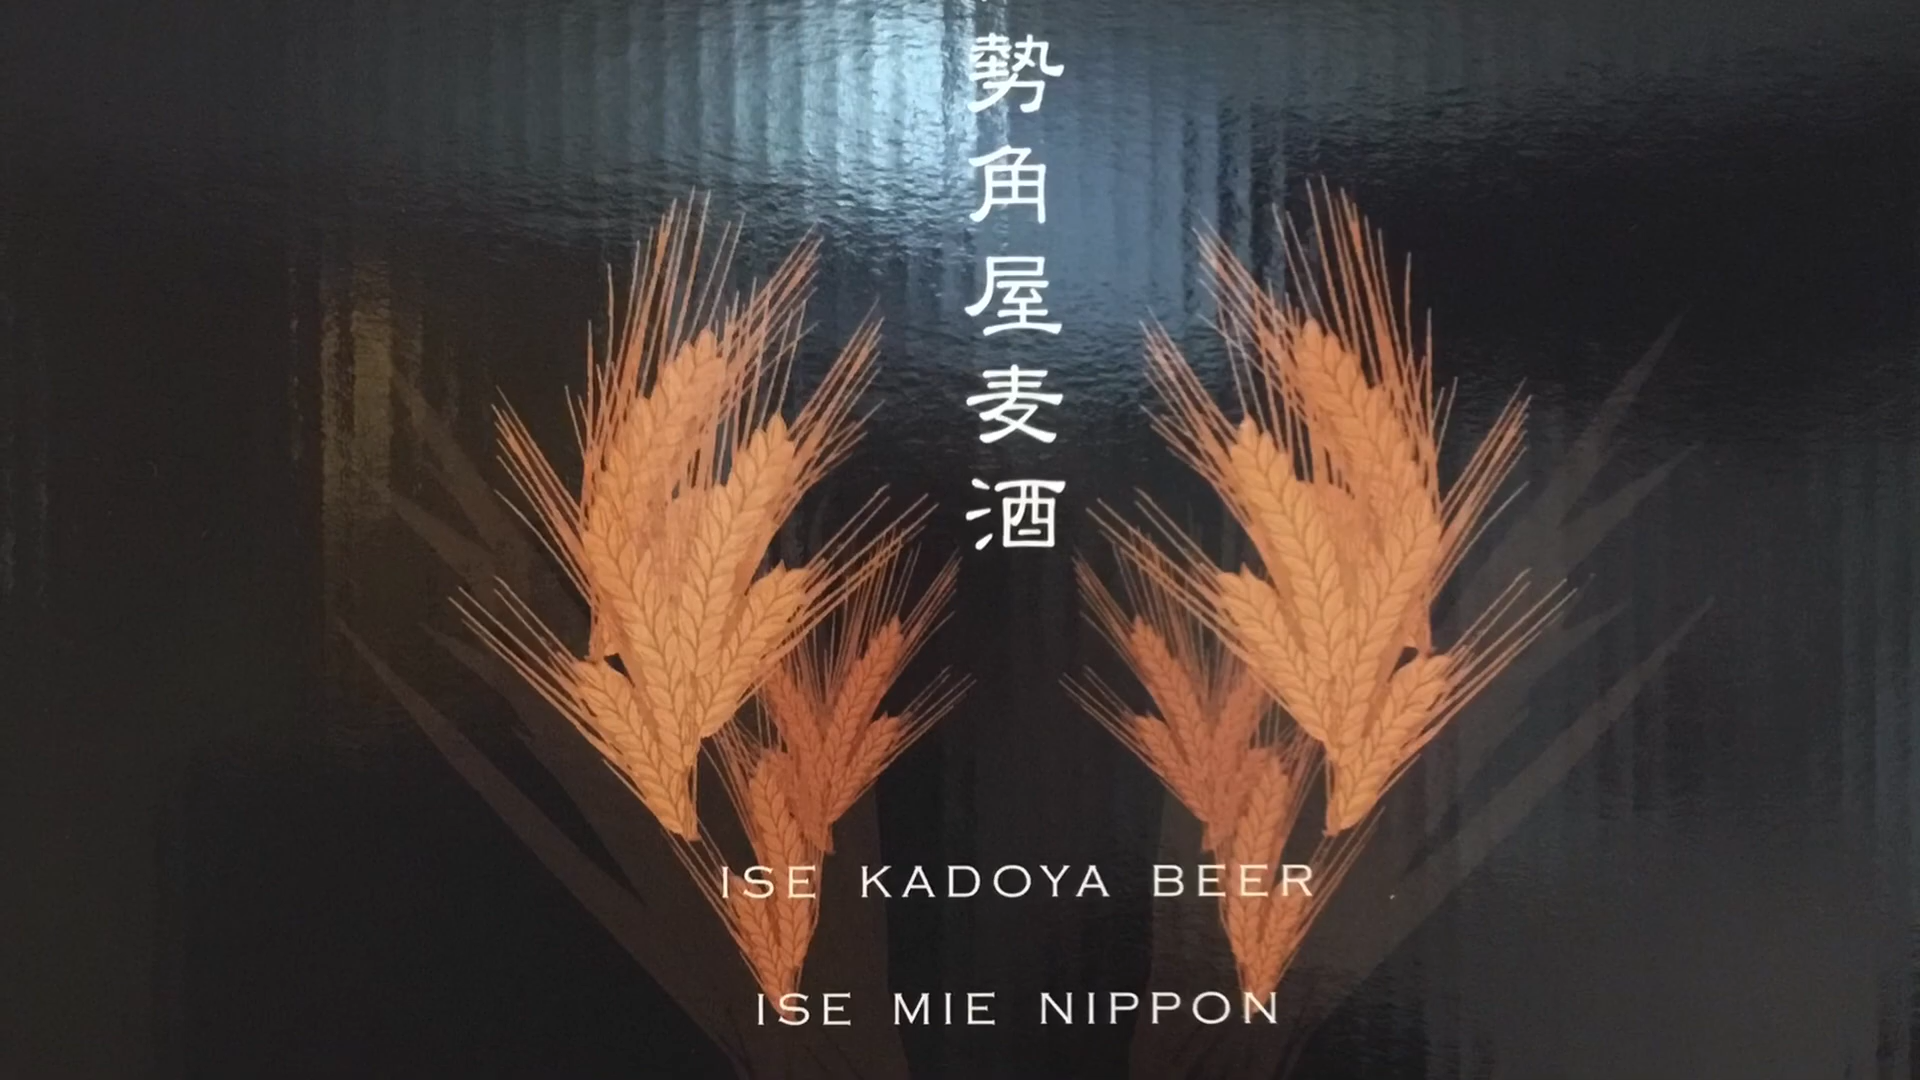 勢角屋麦酒
ISE KADOYA BEER
ISE MIE NIPPON